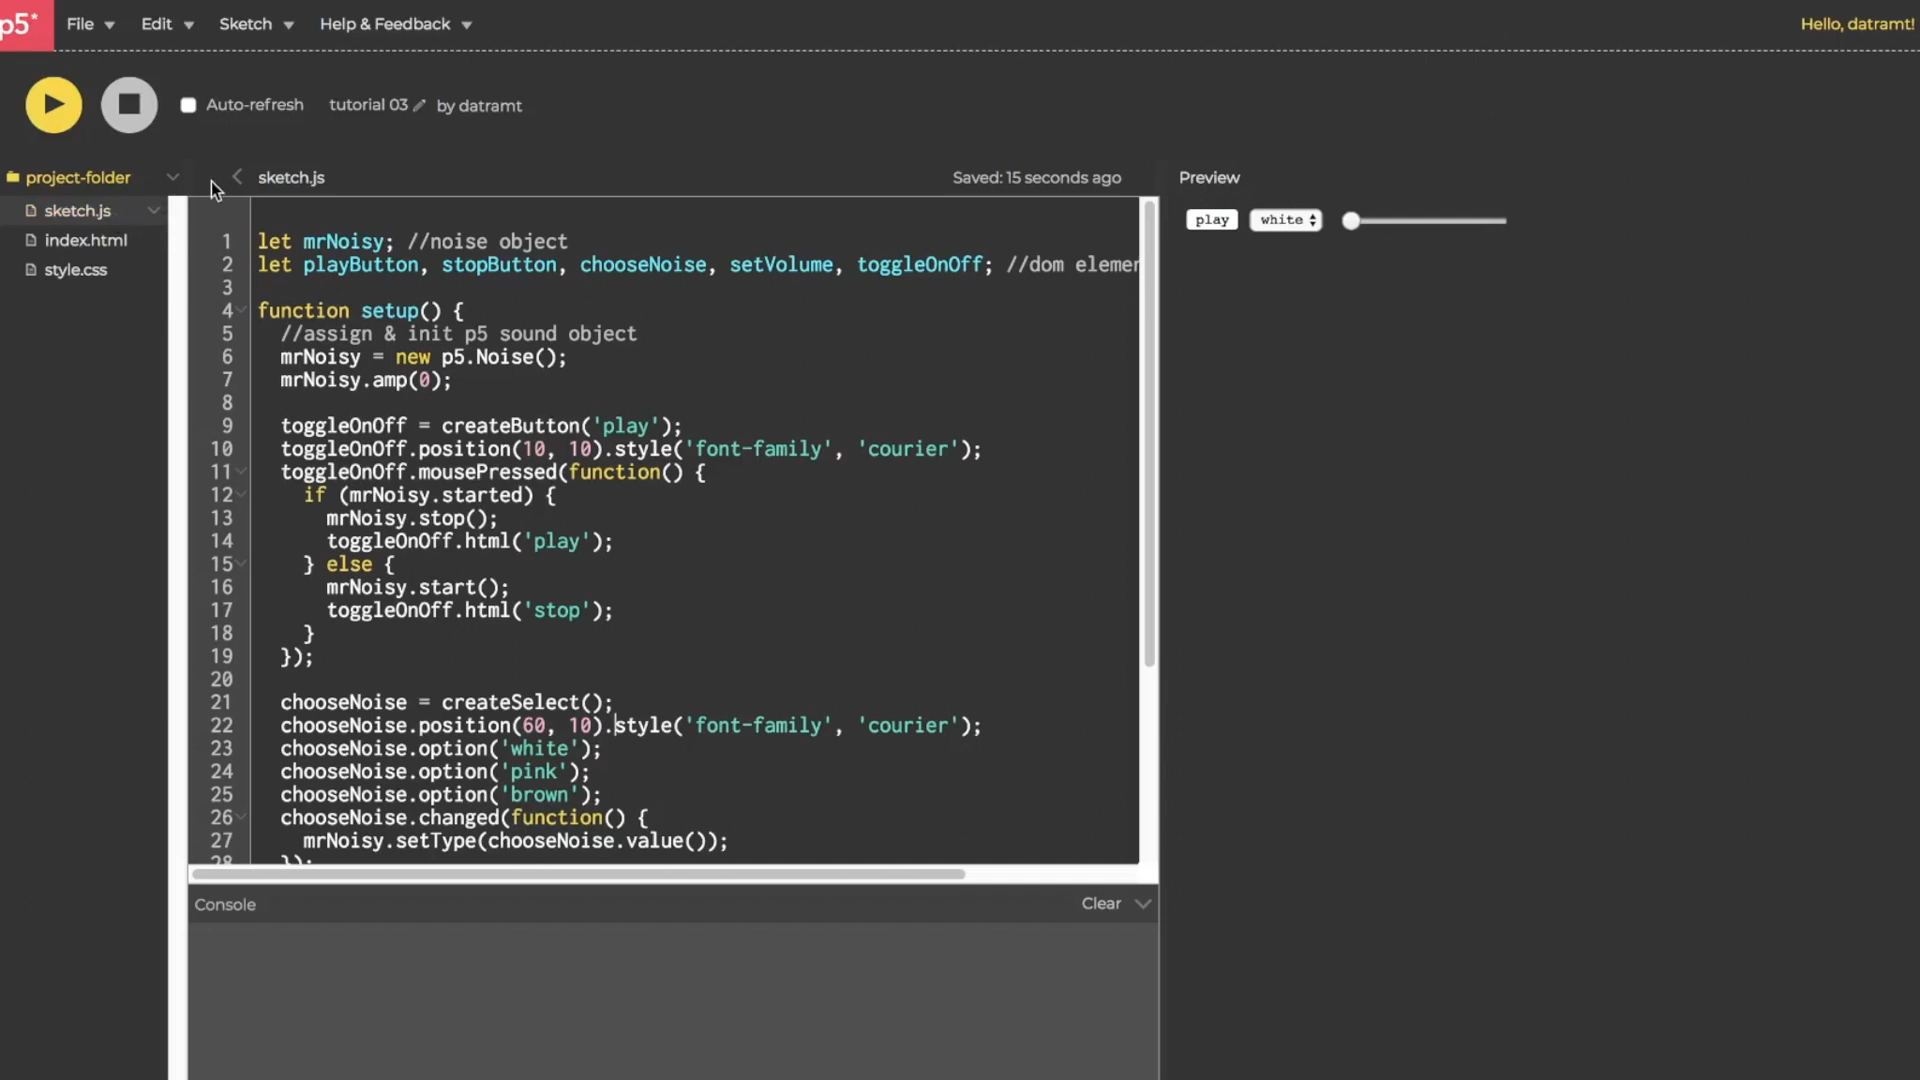 p5*
File Edit Sketch Help & Feedback
Hello, datramt!
Auto-refresh tutorial 03 by datramt
project-folder
sketch.js
index.html
style.css
sketch.js
Saved: 15 seconds ago
1 let mrNoisy; //noise object
2 let playButton, stopButton, chooseNoise, setVolume, toggleOnOff; //dom elemen
3
4 function setup() {
5 //assign & init p5 sound object
6 mrNoisy = new p5.Noise();
7 mrNoisy.amp(0);
8
9 toggleOnOff = createButton('play');
10 toggleOnOff.position(10, 10).style('font-family', 'courier');
11 toggleOnOff.mousePressed(function() {
12 if (mrNoisy.started) {
13 mrNoisy.stop();
14 toggleOnOff.html('play');
15 } else {
16 mrNoisy.start();
17 toggleOnOff.html('stop');
18 }
19 });
20
21 chooseNoise = createSelect();
22 chooseNoise.position(60, 10).style('font-family', 'courier');
23 chooseNoise.option('white');
24 chooseNoise.option('pink');
25 chooseNoise.option('brown');
26 chooseNoise.changed(function() {
27 mrNoisy.setType(chooseNoise.value());
28 });
Console
Clear
Preview
play white